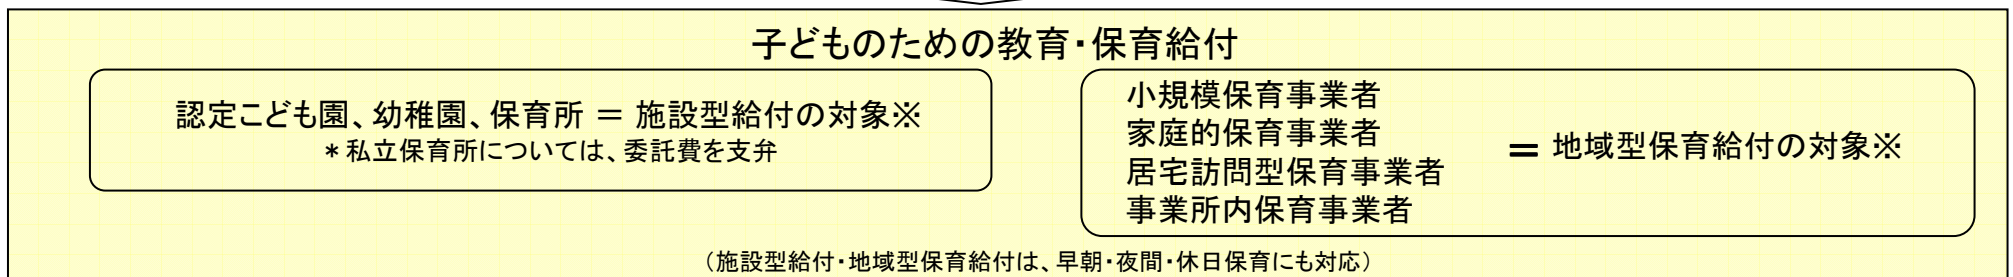 子どものための教育・保育給付
認定こども園、幼稚園、保育所 ＝ 施設型給付の対象※
＊私立保育所については、委託費を支弁
小規模保育事業者
家庭的保育事業者
居宅訪問型保育事業者
事業所内保育事業者
＝ 地域型保育給付の対象※
（施設型給付・地域型保育給付は、早朝・夜間・休日保育にも対応）